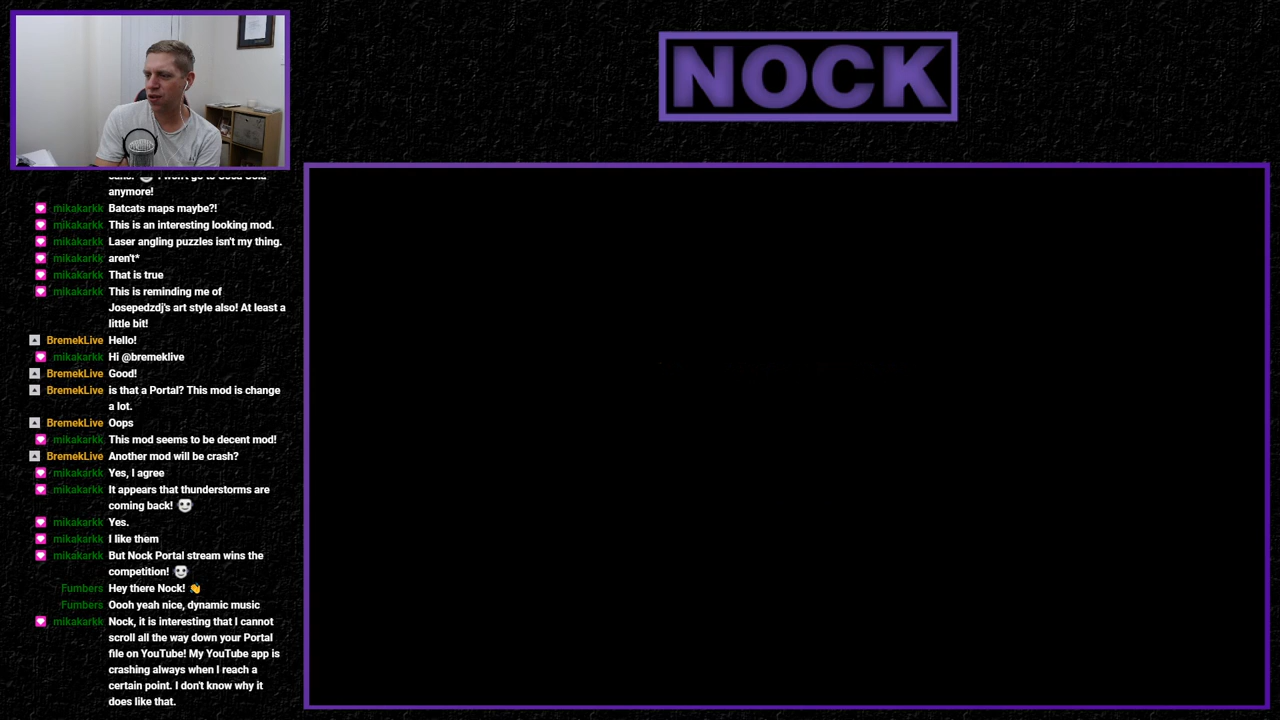 NOCK
anymore!
mikakarkk Batcats maps maybe?!
mikakarkk This is an interesting looking mod.
mikakarkk Laser angling puzzles isn't my thing.
mikakarkk aren't*
mikakarkk That is true
mikakarkk This is reminding me of
Josepedzdj's art style also! At least a
little bit!
BremekLive Hello!
mikakarkk Hi @bremeklive
BremekLive Good!
BremekLive is that a Portal? This mod is change
a lot.
BremekLive Oops
mikakarkk This mod seems to be decent mod!
BremekLive Another mod will be crash?
mikakarkk Yes, I agree
mikakarkk It appears that thunderstorms are
coming back!
mikakarkk Yes.
mikakarkk I like them
mikakarkk But Nock Portal stream wins the
competition!
Fumbers Hey there Nock! 👋
Fumbers Oooh yeah nice, dynamic music
mikakarkk Nock, it is interesting that I cannot
scroll all the way down your Portal
file on YouTube! My YouTube app is
crashing always when I reach a
certain point. I don't know why it
does like that.